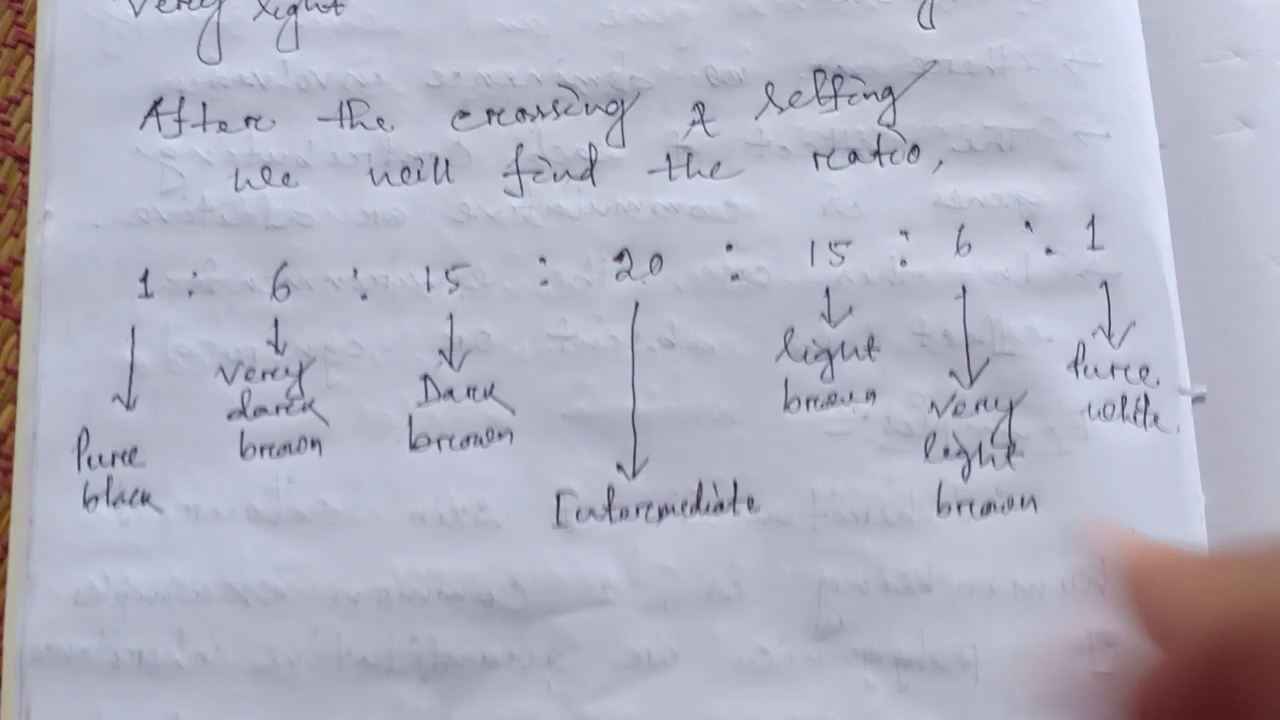 Very light
After the crossing & selfing
we will find the ratio,
1 : 6 : 15 : 20 : 15 : 6 : 1
Pure black
Very dark brown
Dark brown
Intermediate
light brown
Very light brown
Pure white.